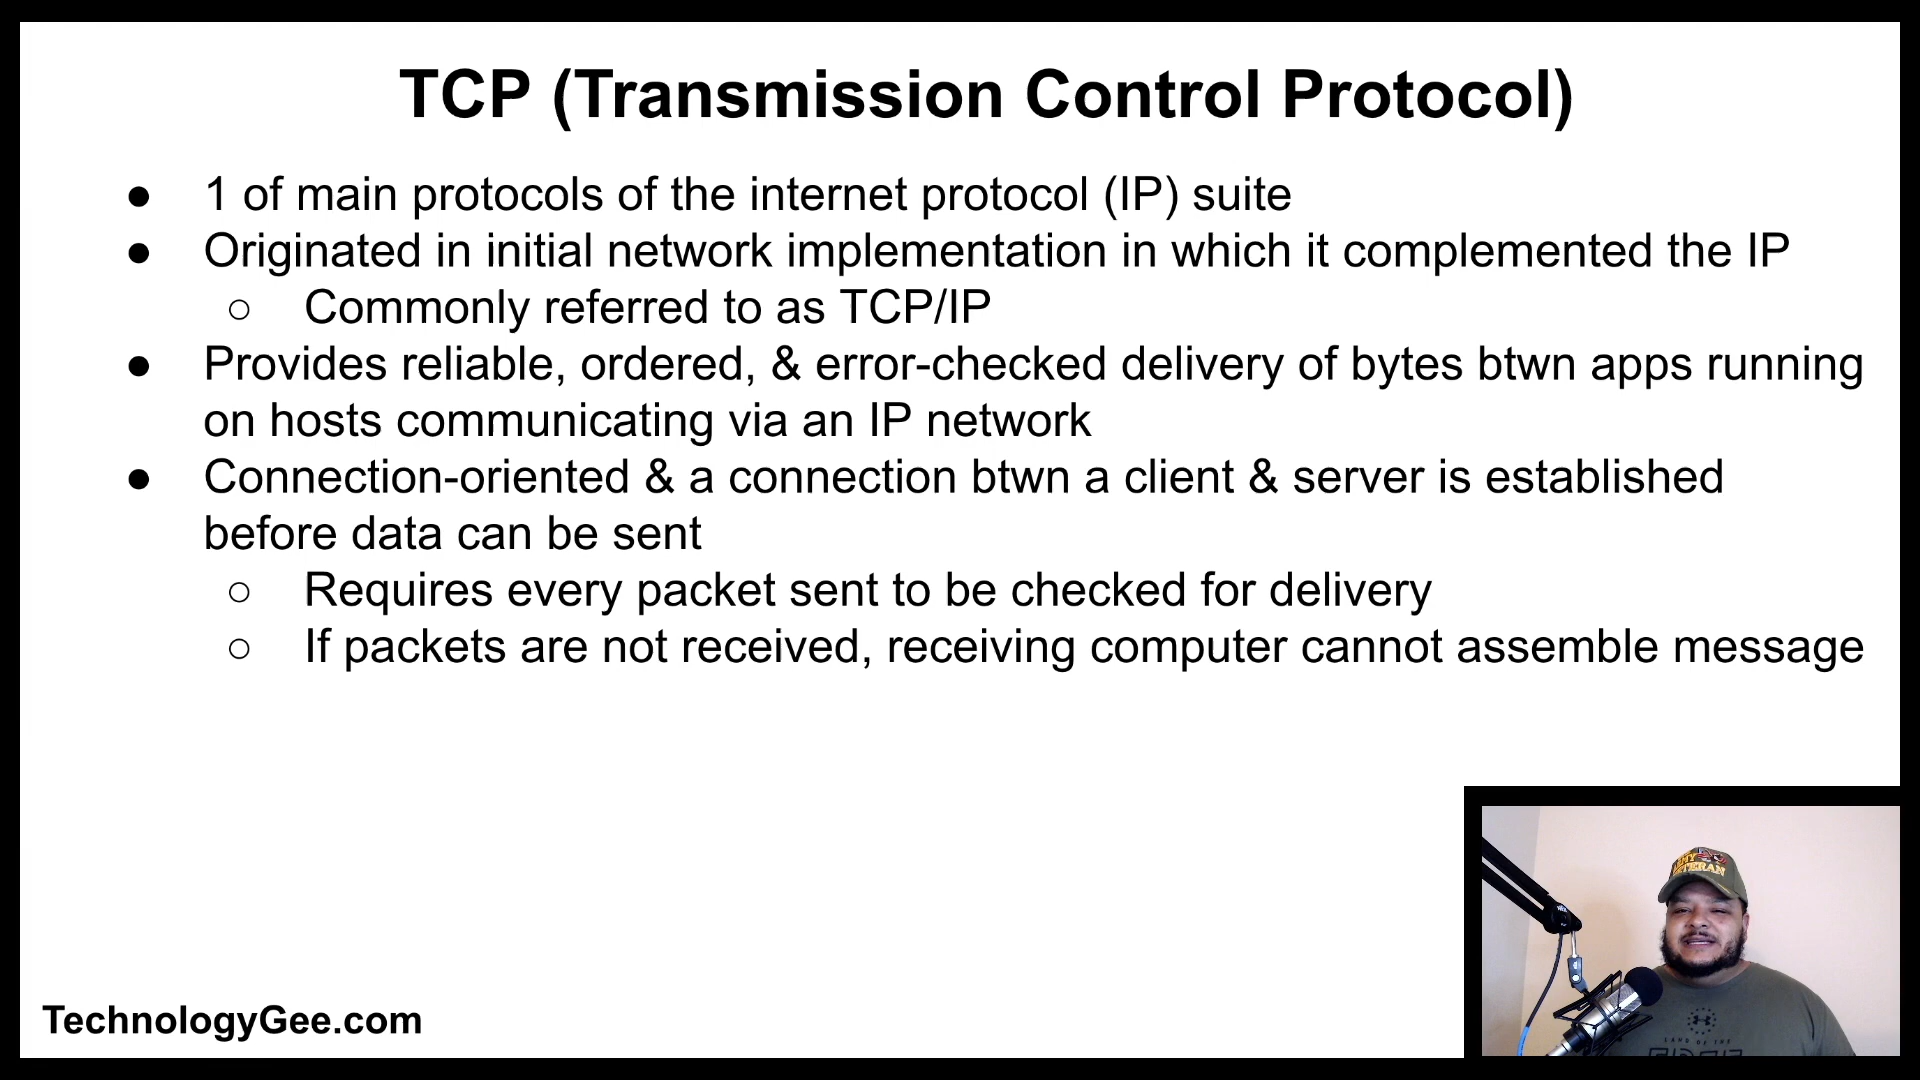 TCP (Transmission Control Protocol)
● 1 of main protocols of the internet protocol (IP) suite
● Originated in initial network implementation in which it complemented the IP
○ Commonly referred to as TCP/IP
● Provides reliable, ordered, & error-checked delivery of bytes btwn apps running
on hosts communicating via an IP network
● Connection-oriented & a connection btwn a client & server is established
before data can be sent
○ Requires every packet sent to be checked for delivery
○ If packets are not received, receiving computer cannot assemble message
TechnologyGee.com
VETERAN
LAND OF THE